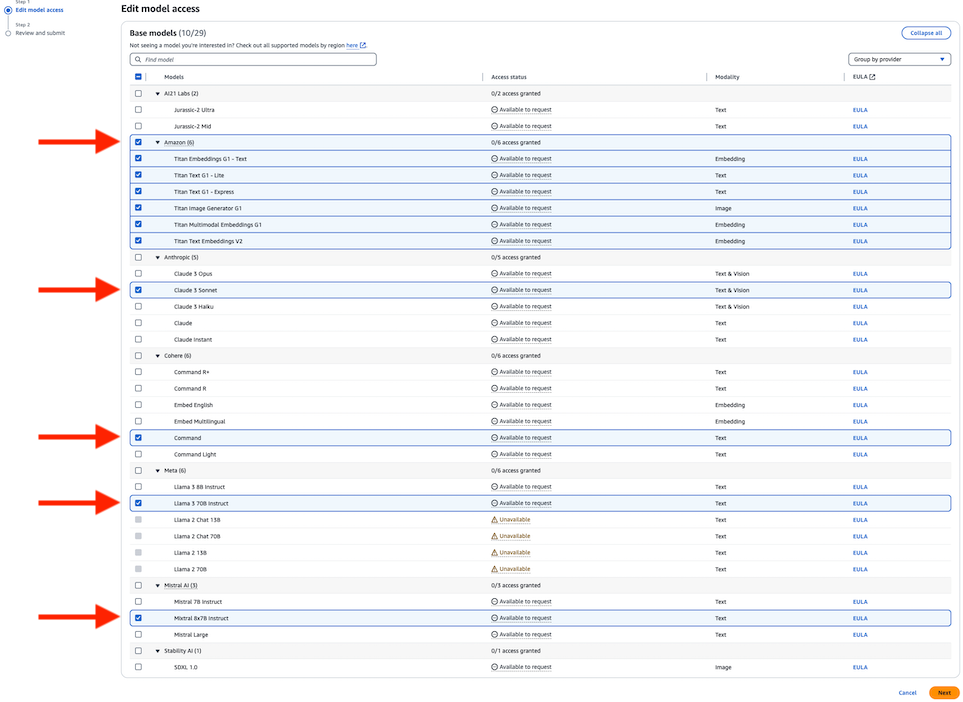 Step 1
Edit model access
Step 2
Review and submit
Edit model access
Base models (10/29)
Collapse all
Not seeing a model you're interested in? Check out all supported models by region here
Find model
Group by provider
Models Access status Modality EULA
AI21 Labs (2) 0/2 access granted
Jurassic-2 Ultra Available to request Text EULA
Jurassic-2 Mid Available to request Text EULA
Amazon (6) 0/6 access granted
Titan Embeddings G1 - Text Available to request Embedding EULA
Titan Text G1 - Lite Available to request Text EULA
Titan Text G1 - Express Available to request Text EULA
Titan Image Generator G1 Available to request Image EULA
Titan Multimodal Embeddings G1 Available to request Embedding EULA
Titan Text Embeddings V2 Available to request Embedding EULA
Anthropic (5) 0/5 access granted
Claude 3 Opus Available to request Text & Vision EULA
Claude 3 Sonnet Available to request Text & Vision EULA
Claude 3 Haiku Available to request Text & Vision EULA
Claude Available to request Text EULA
Claude Instant Available to request Text EULA
Cohere (6) 0/6 access granted
Command R+ Available to request Text EULA
Command R Available to request Text EULA
Embed English Available to request Embedding EULA
Embed Multilingual Available to request Embedding EULA
Command Available to request Text EULA
Command Light Available to request Text EULA
Meta (6) 0/6 access granted
Llama 3 8B Instruct Available to request Text EULA
Llama 3 70B Instruct Available to request Text EULA
Llama 2 Chat 13B Unavailable Text EULA
Llama 2 Chat 70B Unavailable Text EULA
Llama 2 13B Unavailable Text EULA
Llama 2 70B Unavailable Text EULA
Mistral AI (3) 0/3 access granted
Mistral 7B Instruct Available to request Text EULA
Mixtral 8x7B Instruct Available to request Text EULA
Mistral Large Available to request Text EULA
Stability AI (1) 0/1 access granted
SDXL 1.0 Available to request Image EULA
Cancel Next